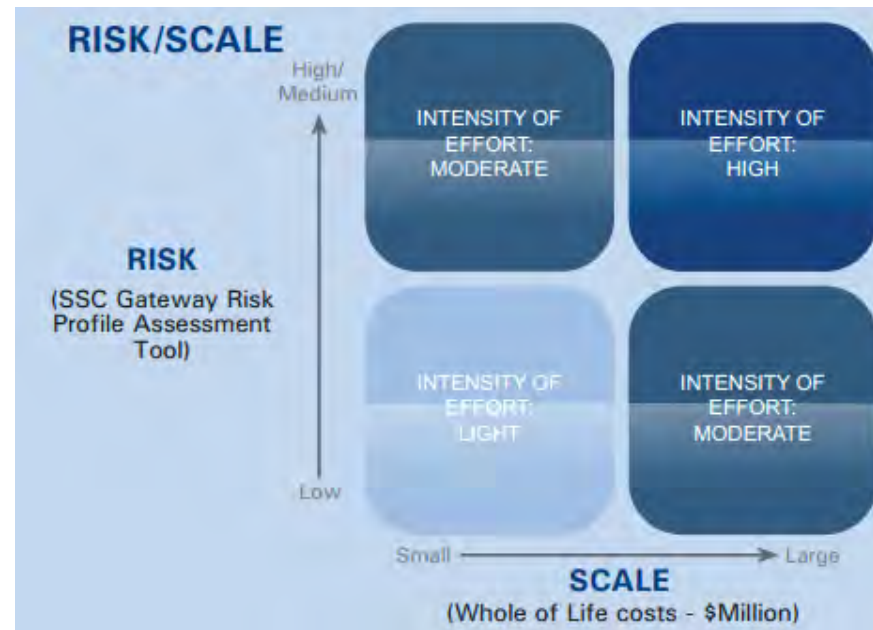 RISK/SCALE
High/
Medium
INTENSITY OF
EFFORT:
MODERATE
INTENSITY OF
EFFORT:
HIGH
RISK
(SSC Gateway Risk
Profile Assessment
Tool)
INTENSITY OF
EFFORT:
LIGHT
INTENSITY OF
EFFORT:
MODERATE
Low
Small
Large
SCALE
(Whole of Life costs - $Million)